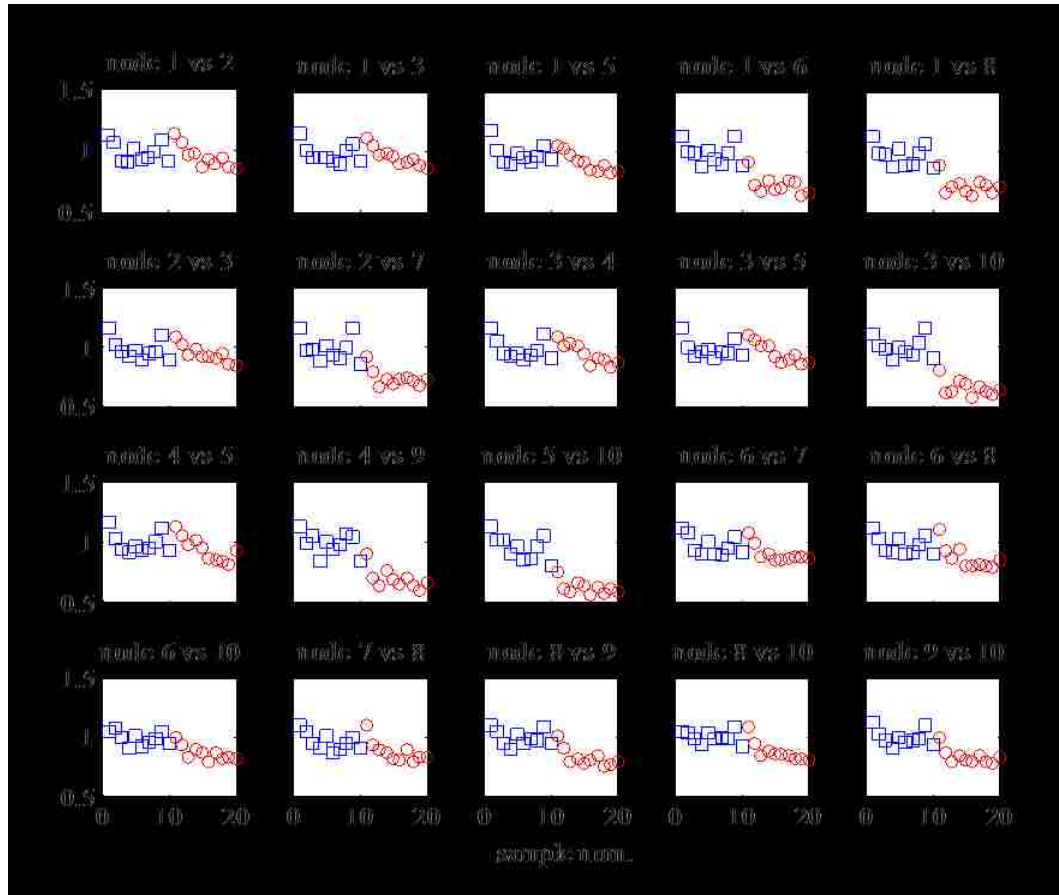 node 1 vs 2 node 1 vs 3 node 1 vs 5 node 1 vs 6 node 1 vs 8
1.5
1
0.5
node 2 vs 3 node 2 vs 7 node 3 vs 4 node 3 vs 5 node 3 vs 10
1.5
1
0.5
node 4 vs 5 node 4 vs 9 node 5 vs 10 node 6 vs 7 node 6 vs 8
1.5
1
0.5
node 6 vs 10 node 7 vs 8 node 8 vs 9 node 8 vs 10 node 9 vs 10
1.5
1
0.5
0 10 20 0 10 20 0 10 20 0 10 20 0 10 20
sample num.